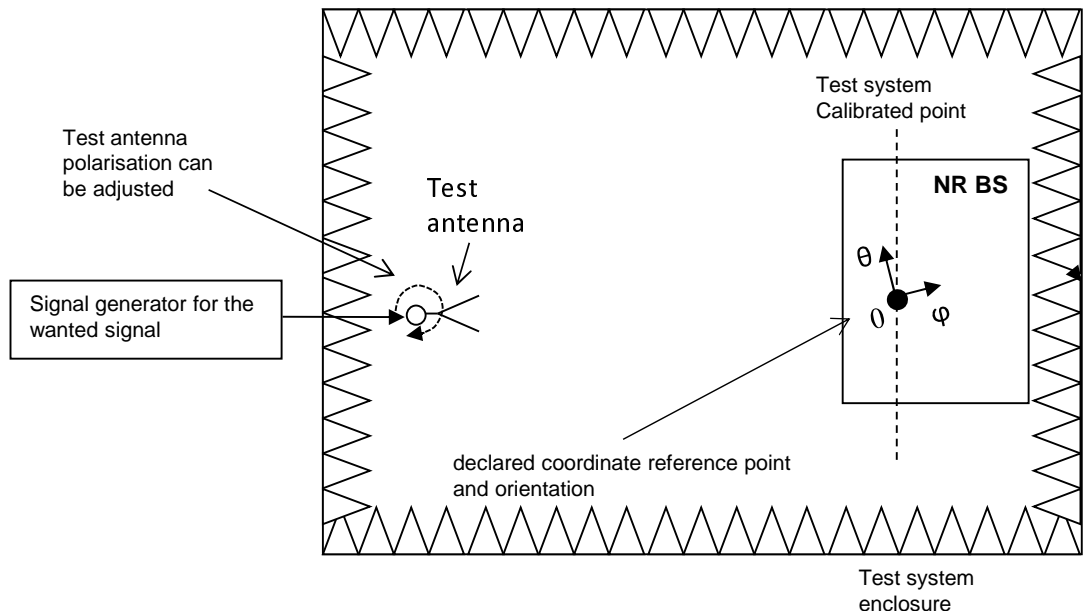 Test system
Calibrated point
Test antenna
polarisation can
be adjusted
NR BS
Test
antenna
θ
Signal generator for the
wanted signal
0
φ
declared coordinate reference point
and orientation
Test system
enclosure